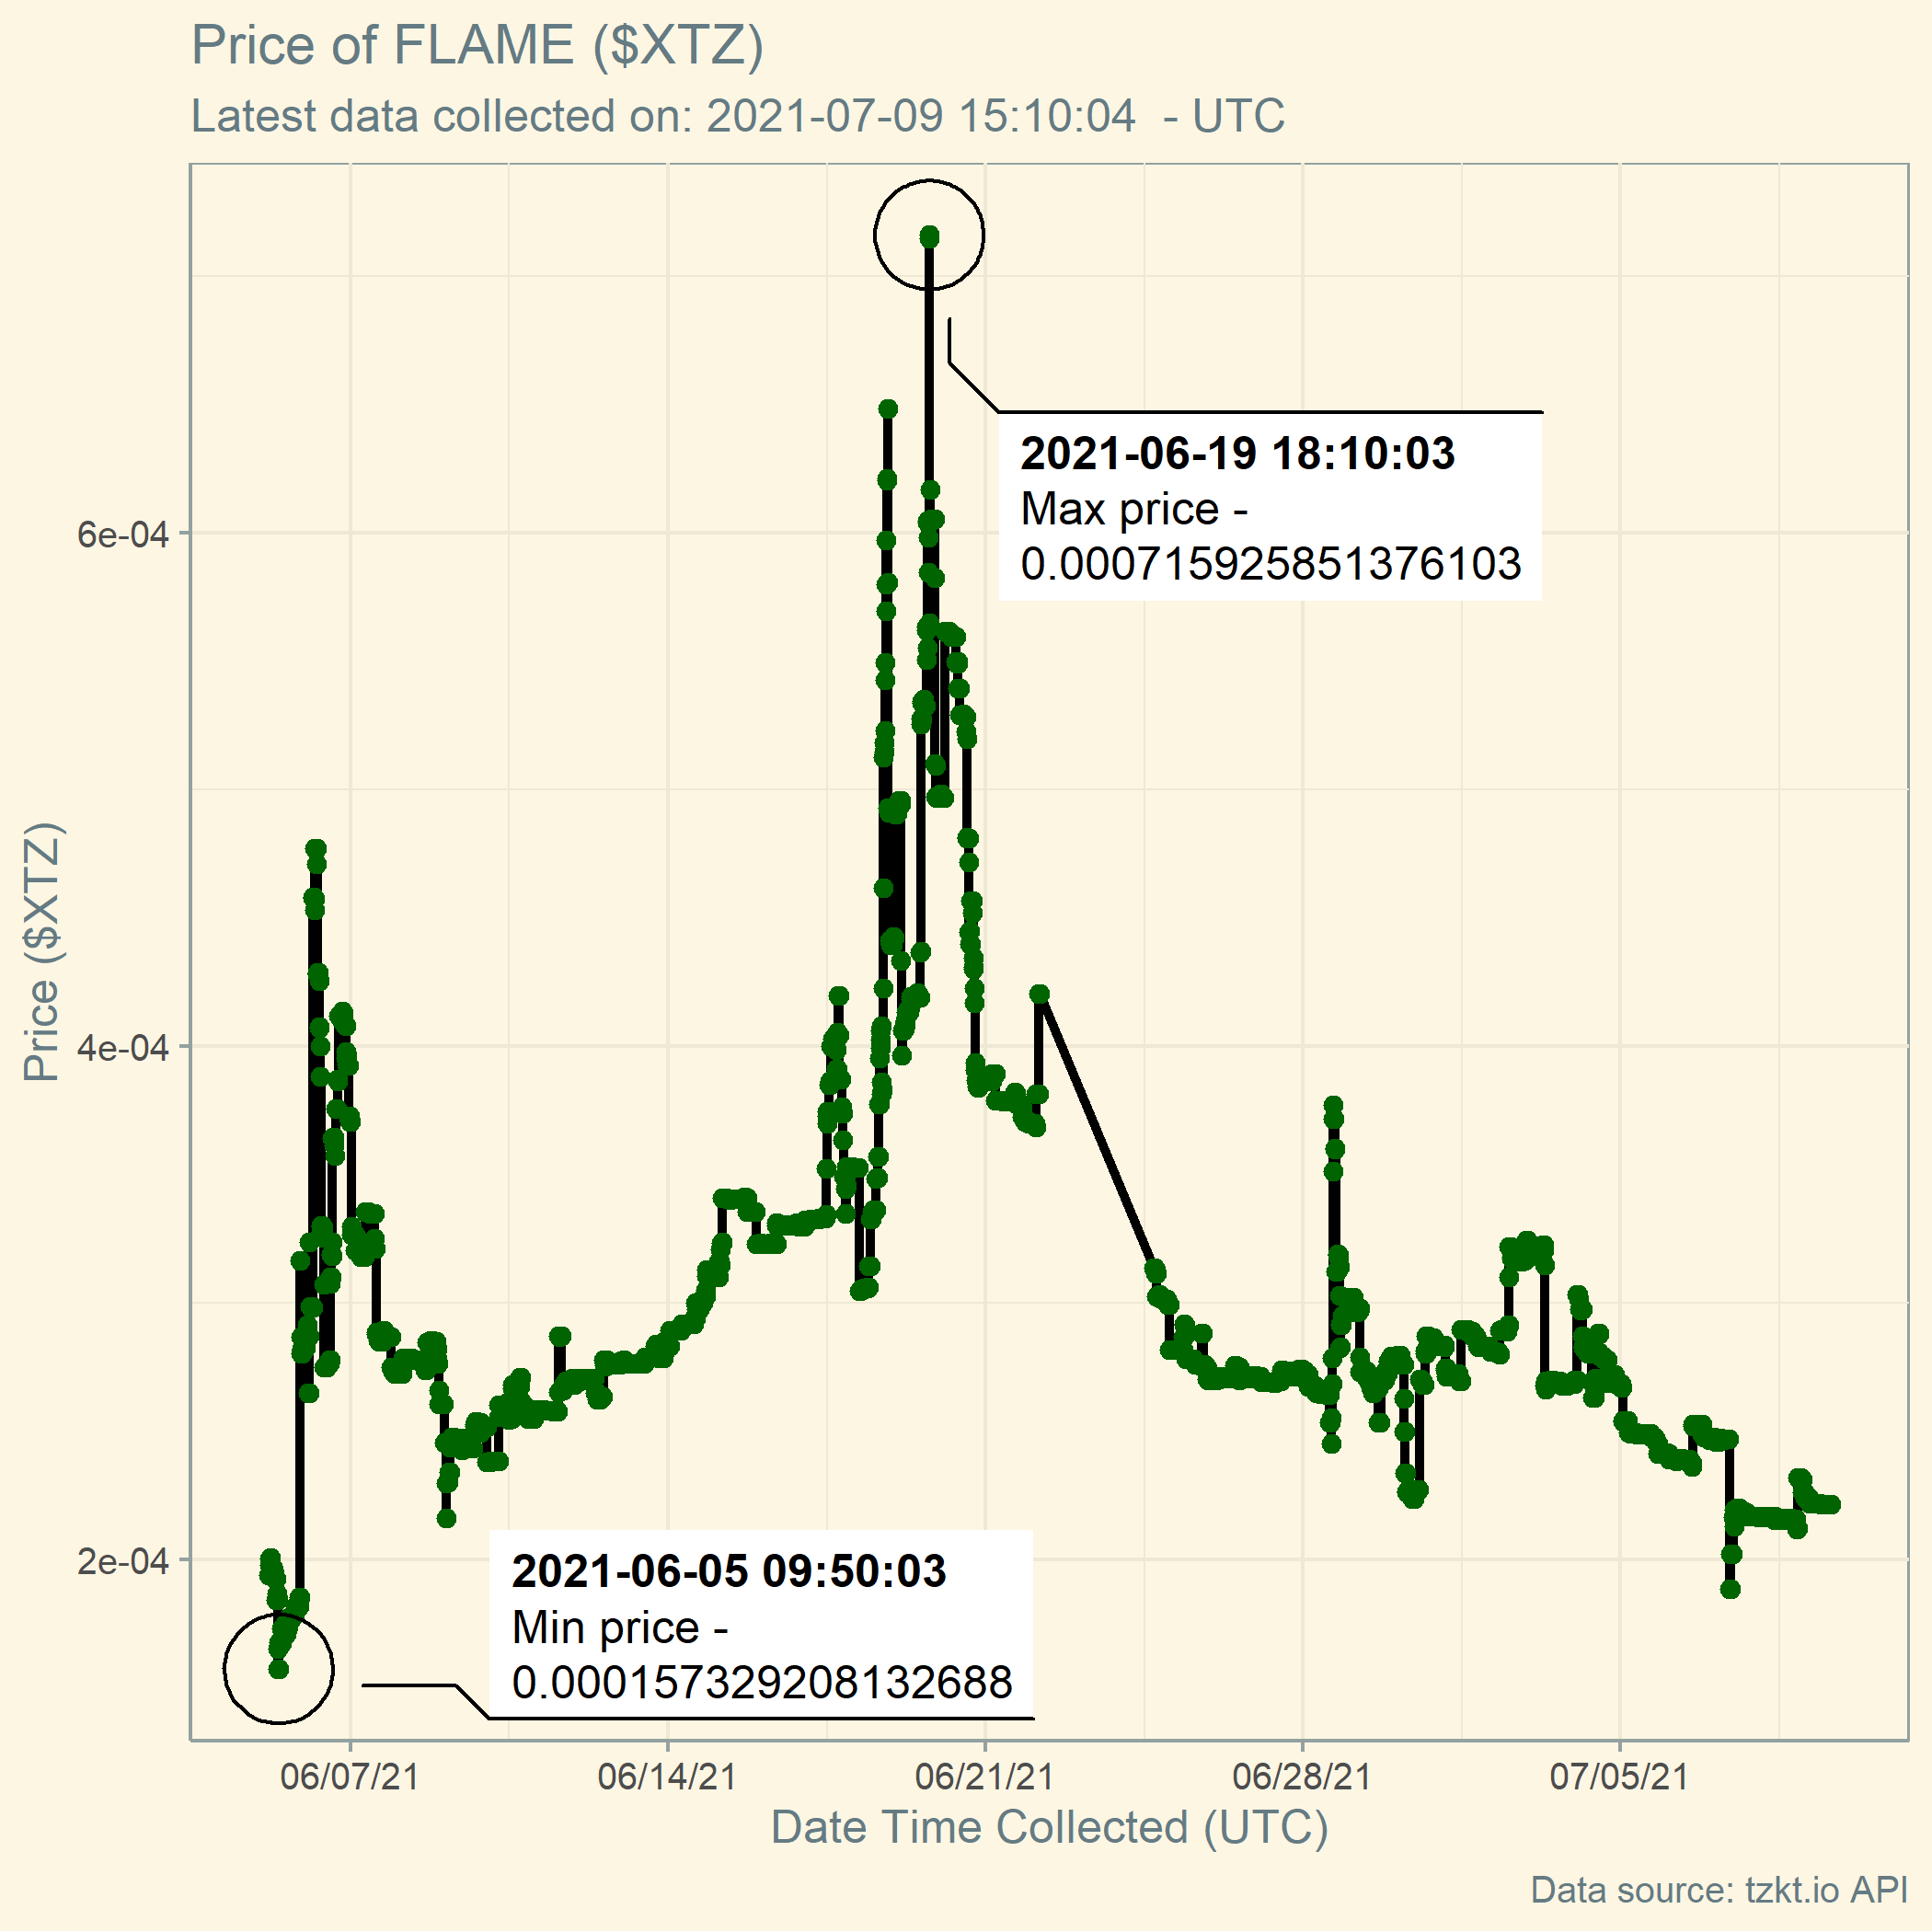 Price of FLAME ($XTZ)
Latest data collected on: 2021-07-09 15:10:04  - UTC
2021-06-19 18:10:03
Max price -
0.000715925851376103
6e-04
4e-04
2e-04
Price ($XTZ)
2021-06-05 09:50:03
Min price -
0.000157329208132688
06/07/21
06/14/21
06/21/21
06/28/21
07/05/21
Date Time Collected (UTC)
Data source: tzkt.io API